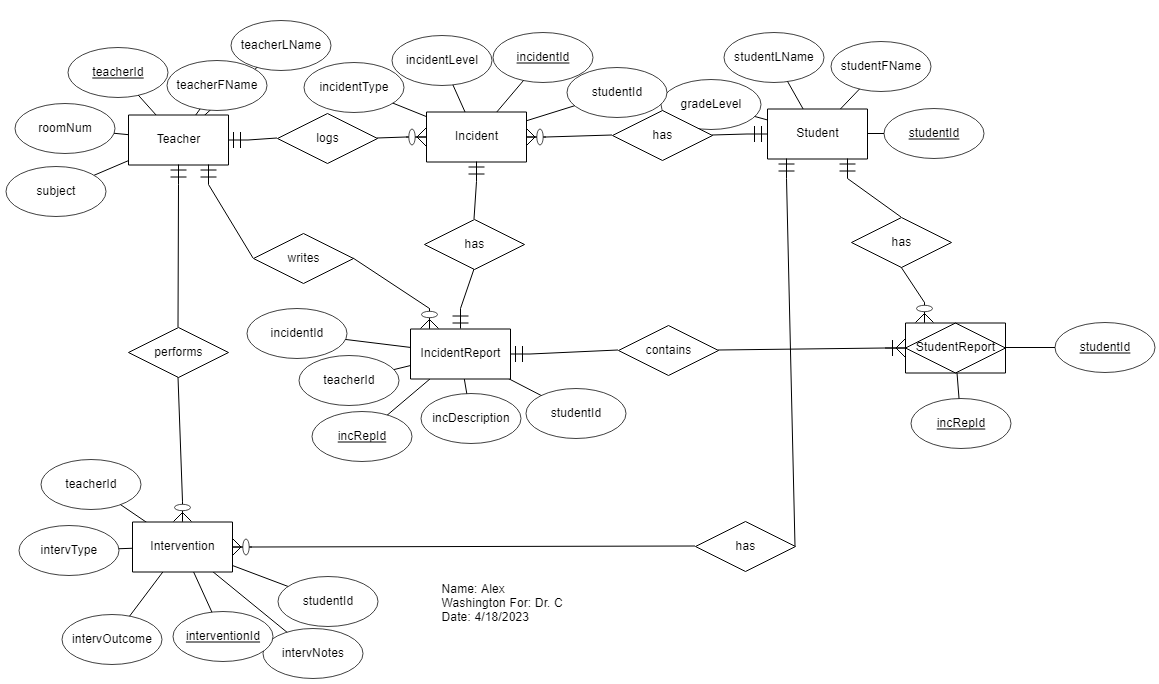 teacherLName
teacherId
teacherFName
roomNum
Teacher
subject
logs
incidentType
incidentLevel
incidentId
studentId
Incident
has
gradeLevel
studentLName
studentFName
Student
studentId
writes
has
has
performs
incidentId
IncidentReport
teacherId
incRepId
incDescription
studentId
contains
StudentReport
studentId
incRepId
teacherId
intervType
Intervention
has
intervOutcome
interventionId
studentId
intervNotes
Name: Alex
Washington For: Dr. C
Date: 4/18/2023